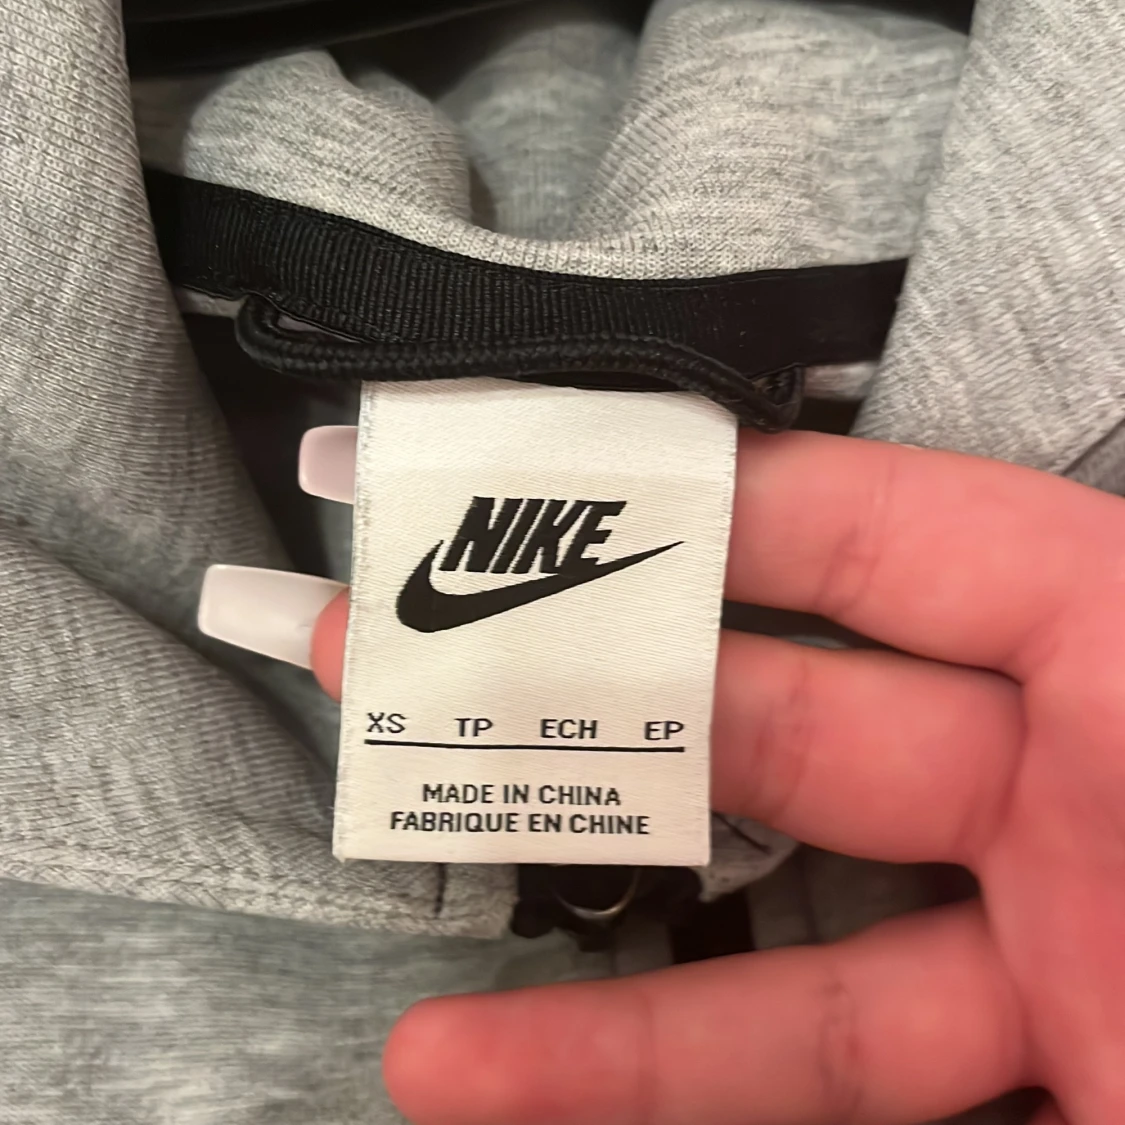 NIKE
XS TP ECH EP
MADE IN CHINA
FABRIQUE EN CHINE